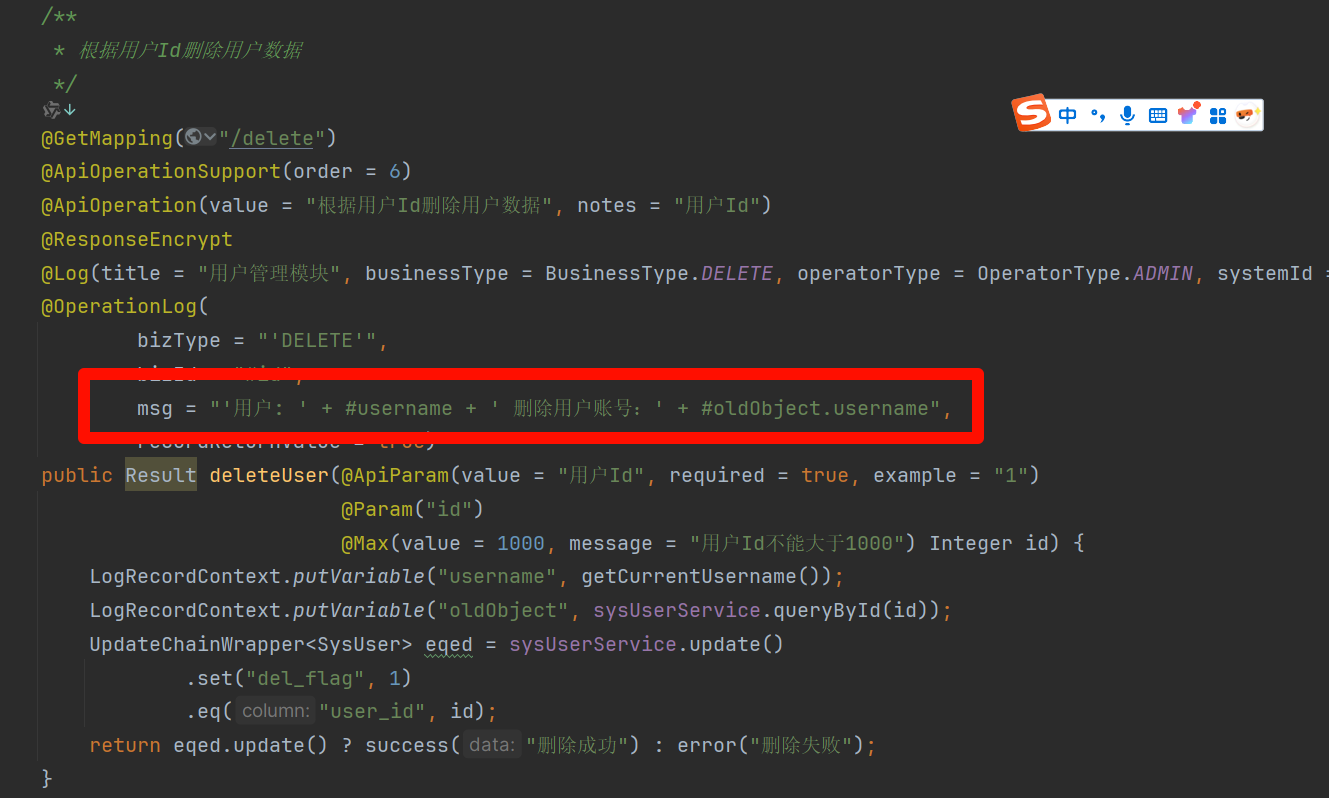 /**
* 根据用户Id删除用户数据
*/
@GetMapping("/delete")
中
@ApiOperationSupport(order = 6)
@ApiOperation(value = "根据用户Id删除用户数据", notes = "用户Id")
@ResponseEncrypt
@Log(title = "用户管理模块", businessType = BusinessType.DELETE, operatorType = OperatorType.ADMIN, systemId =
@OperationLog(
bizType = "'DELETE'",
msg = "'用户: ' + #username + ' 删除用户账号：' + #oldObject.username",
public Result deleteUser(@ApiParam(value = "用户Id", required = true, example = "1")
@Param("id")
@Max(value = 1000, message = "用户Id不能大于1000") Integer id) {
LogRecordContext.putVariable("username", getCurrentUsername());
LogRecordContext.putVariable("oldObject", sysUserService.queryById(id));
UpdateChainWrapper<SysUser> eqed = sysUserService.update()
.set("del_flag", 1)
.eq( column: "user_id", id);
return eqed.update() ? success( data: "删除成功") : error("删除失败");
}